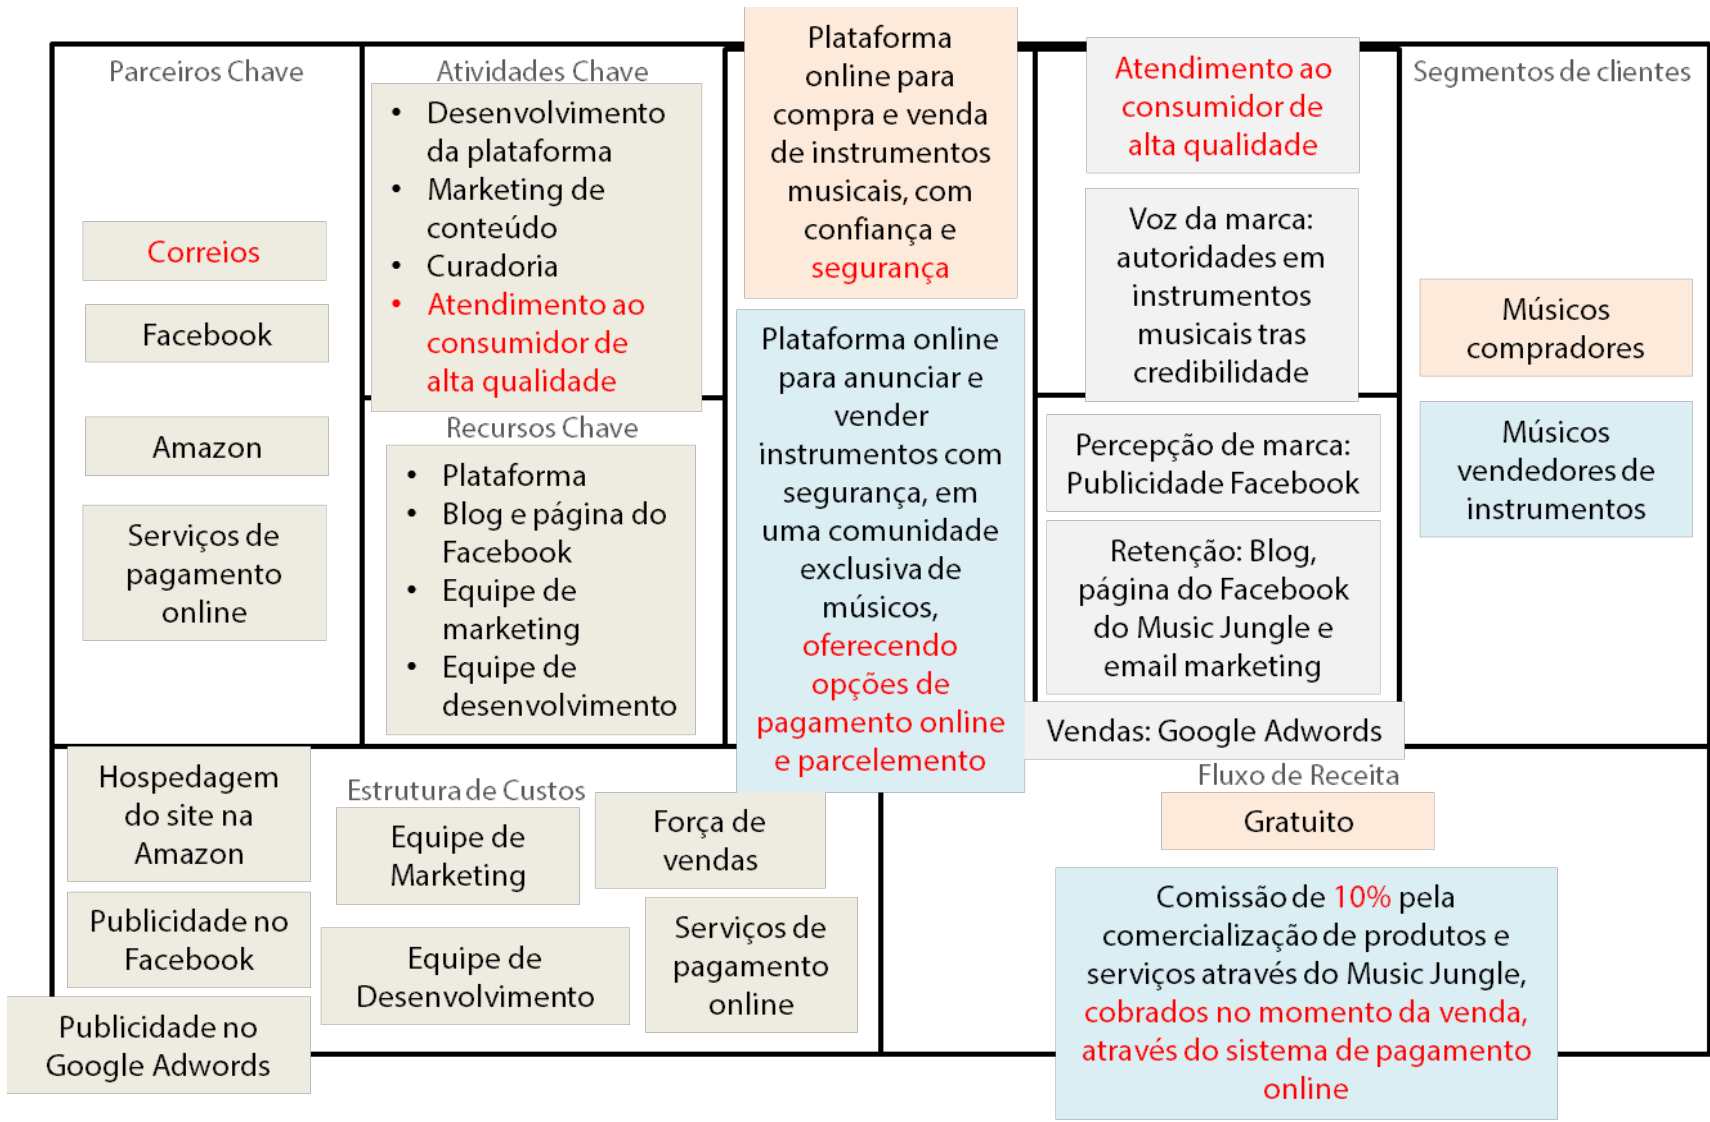 Parceiros Chave
Correios
Facebook
Amazon
Serviços de
pagamento
online
Atividades Chave
• Desenvolvimento
da plataforma
• Marketing de
conteúdo
• Curadoria
• Atendimento ao
consumidor de
alta qualidade
Recursos Chave
• Plataforma
• Blog e página do
Facebook
• Equipe de
marketing
• Equipe de
desenvolvimento
Plataforma
online para
compra e venda
de instrumentos
musicais, com
confiança e
segurança
Plataforma online
para anunciar e
vender
instrumentos com
segurança, em
uma comunidade
exclusiva de
músicos,
oferecendo
opções de
pagamento online
e parcelemento
Atendimento ao
consumidor de
alta qualidade
Voz da marca:
autoridades em
instrumentos
musicais tras
credibilidade
Percepção de marca:
Publicidade Facebook
Retenção: Blog,
página do Facebook
do Music Jungle e
email marketing
Vendas: Google Adwords
Segmentos de clientes
Músicos
compradores
Músicos
vendedores de
instrumentos
Hospedagem
do site na
Amazon
Publicidade no
Facebook
Publicidade no
Google Adwords
Estrutura de Custos
Equipe de
Marketing
Equipe de
Desenvolvimento
Força de
vendas
Serviços de
pagamento
online
Fluxo de Receita
Gratuito
Comissão de 10% pela
comercialização de produtos e
serviços através do Music Jungle,
cobrados no momento da venda,
através do sistema de pagamento
online